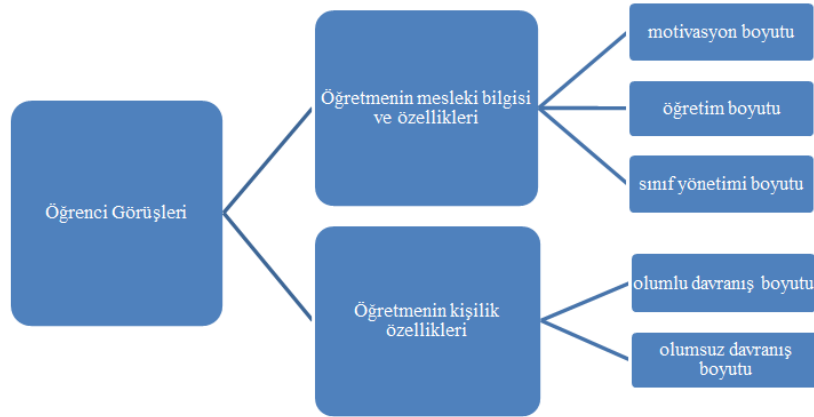 Öğrenci Görüşleri
Öğretmenin mesleki bilgisi
ve özellikleri
motivasyon boyutu
öğretim boyutu
sınıf yönetimi boyutu
Öğretmenin kişilik
özellikleri
olumlu davranış boyutu
olumsuz davranış
boyutu